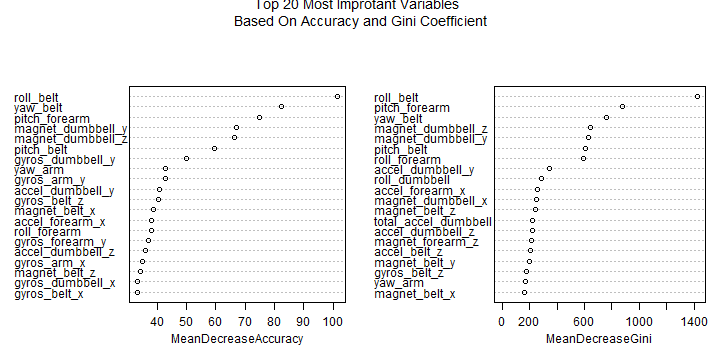 Top 20 Most Improtant Variables
Based On Accuracy and Gini Coefficient
roll_belt
yaw_belt
pitch_forearm
magnet_dumbbell_y
magnet_dumbbell_z
pitch_belt
gyros_dumbbell_y
yaw_arm
gyros_arm_y
accel_dumbbell_y
gyros_belt_z
magnet_belt_x
accel_forearm_x
roll_forearm
gyros_forearm_y
accel_dumbbell_z
gyros_arm_x
magnet_belt_z
gyros_dumbbell_x
gyros_belt_x
40 50 60 70 80 90 100
MeanDecreaseAccuracy
roll_belt
pitch_forearm
yaw_belt
magnet_dumbbell_z
magnet_dumbbell_y
pitch_belt
roll_forearm
accel_dumbbell_y
roll_dumbbell
accel_forearm_x
magnet_dumbbell_x
magnet_belt_z
total_accel_dumbbell
accel_dumbbell_z
magnet_forearm_z
accel_belt_z
magnet_belt_y
gyros_belt_z
yaw_arm
magnet_belt_x
0 200 400 600 1000 1400
MeanDecreaseGini